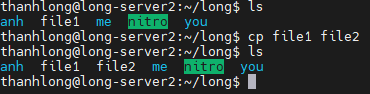 thanhlong@long-server2:~/long$ ls
anh  file1  me  nitro  you
thanhlong@long-server2:~/long$ cp file1 file2
thanhlong@long-server2:~/long$ ls
anh  file1  file2  me  nitro  you
thanhlong@long-server2:~/long$